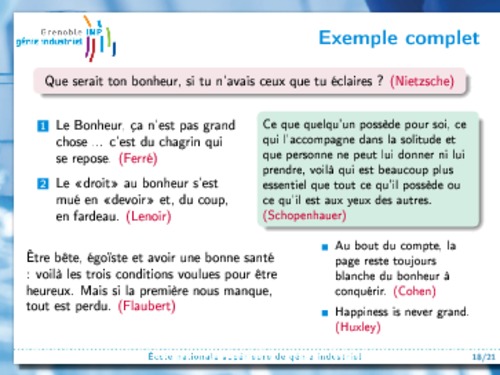 Grenoble INP
génie industriel
Exemple complet
Que serait ton bonheur, si tu n'avais ceux que tu éclaires ? (Nietzsche)
1 Le Bonheur, ça n'est pas grand
chose ... c'est du chagrin qui
se repose. (Ferré)
2 Le «droit» au bonheur s'est
mué en «devoir» et, du coup,
en fardeau. (Lenoir)
Ce que quelqu'un possède pour soi, ce
qui l'accompagne dans la solitude et
que personne ne peut lui donner ni lui
prendre, voilà qui est beaucoup plus
essentiel que tout ce qu'il possède ou
ce qu'il est aux yeux des autres.
(Schopenhauer)
Être bête, égoïste et avoir une bonne santé
: voilà les trois conditions voulues pour être
heureux. Mais si la première nous manque,
tout est perdu. (Flaubert)
Au bout du compte, la
page reste toujours
blanche du bonheur à
conquérir. (Cohen)
Happiness is never grand.
(Huxley)
École nationale supérieure de génie industriel
18/21